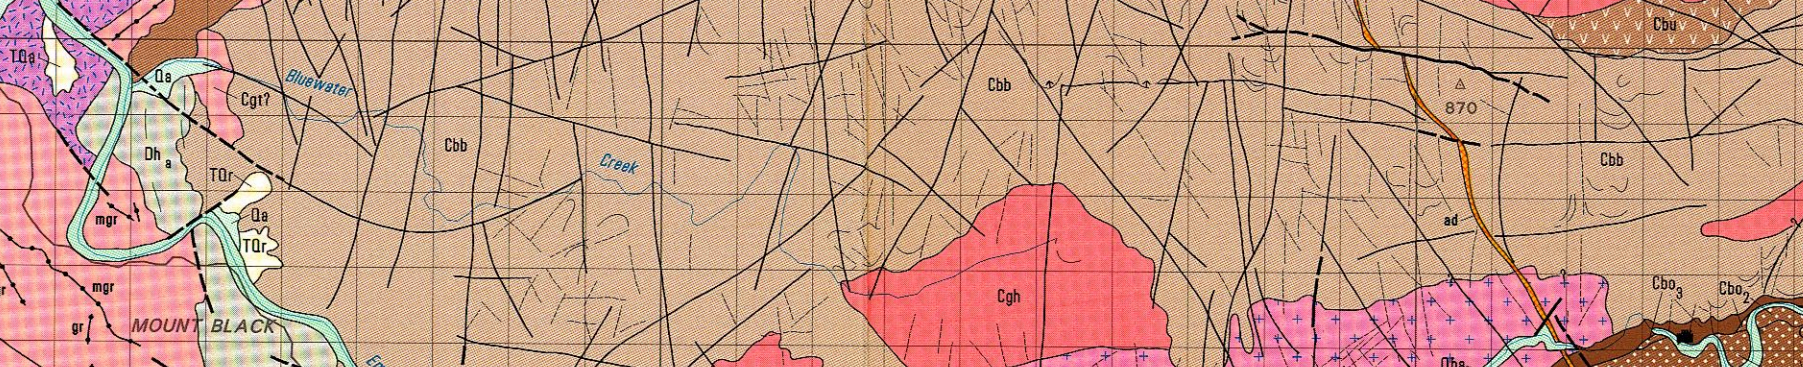 Cbu
TQa
Qa
Bluewater
Cgt?
Cbb
870
Cbb
Dh a
Creek
Cbb
TQr
mgr
Qa
ad
TQr
mgr
Cgh
Cbo3
Cbo2
gr
MOUNT BLACK